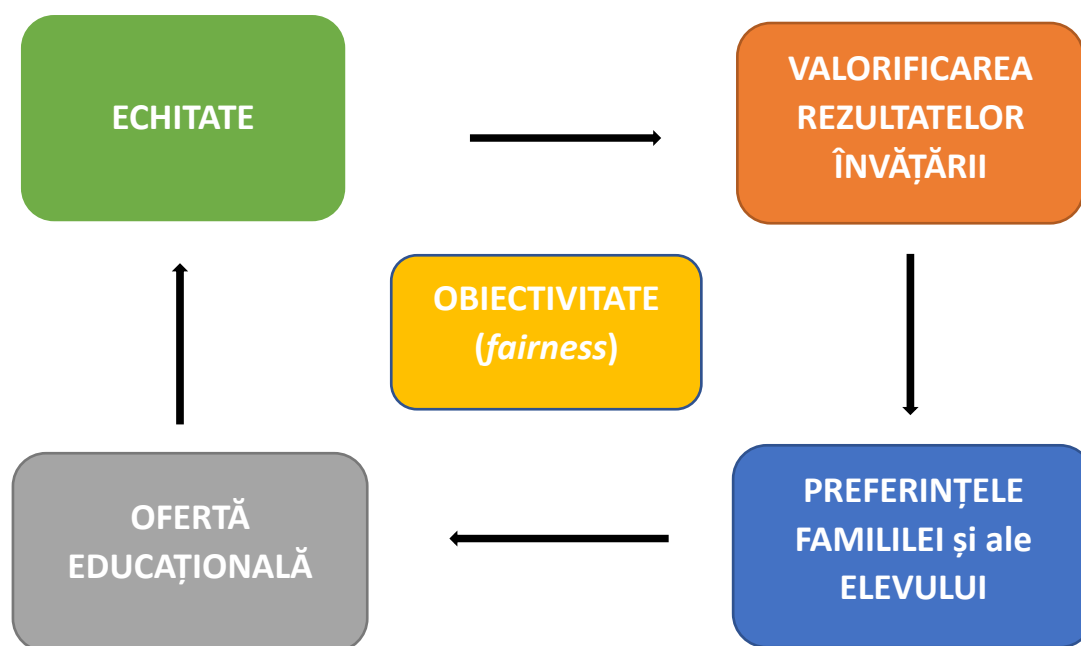 ECHITATE
VALORIFICAREA
REZULTATELOR
ÎNVĂȚĂRII
OBIECTIVITATE
(fairness)
OFERTĂ
EDUCAȚIONALĂ
PREFERINȚELE
FAMILILEI și ale
ELEVULUI